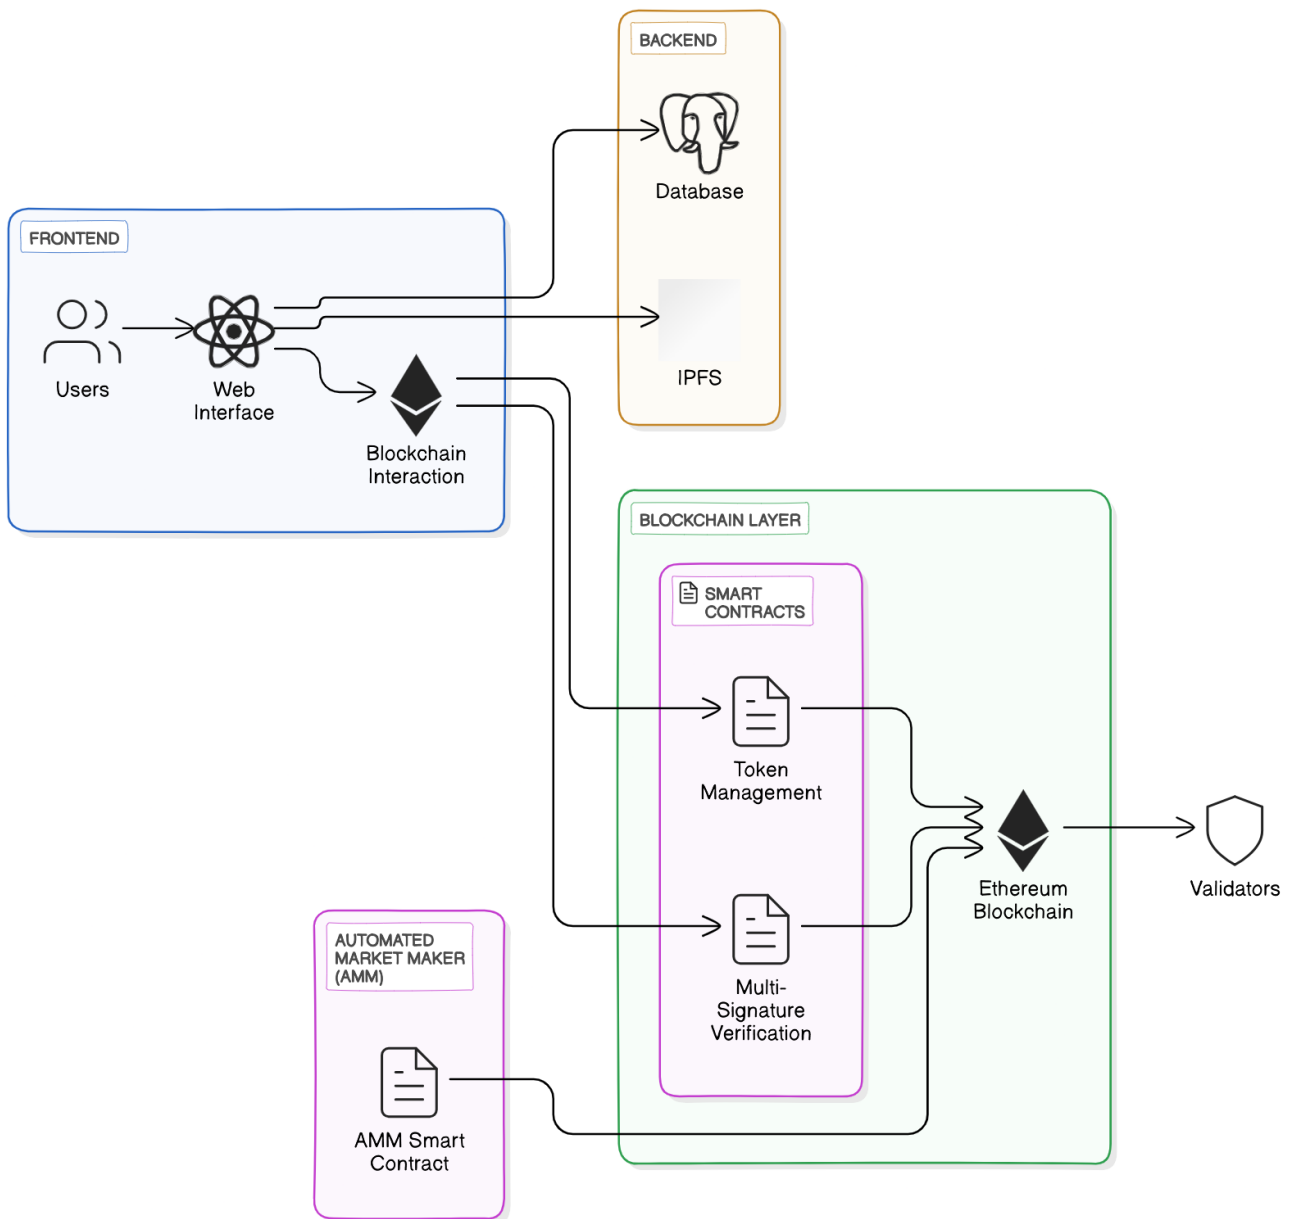 BACKEND
Database
IPFS
FRONTEND
Users
Web
Interface
Blockchain
Interaction
BLOCKCHAIN LAYER
SMART
CONTRACTS
Token
Management
Multi-
Signature
Verification
Ethereum
Blockchain
Validators
AUTOMATED
MARKET MAKER
(AMM)
AMM Smart
Contract